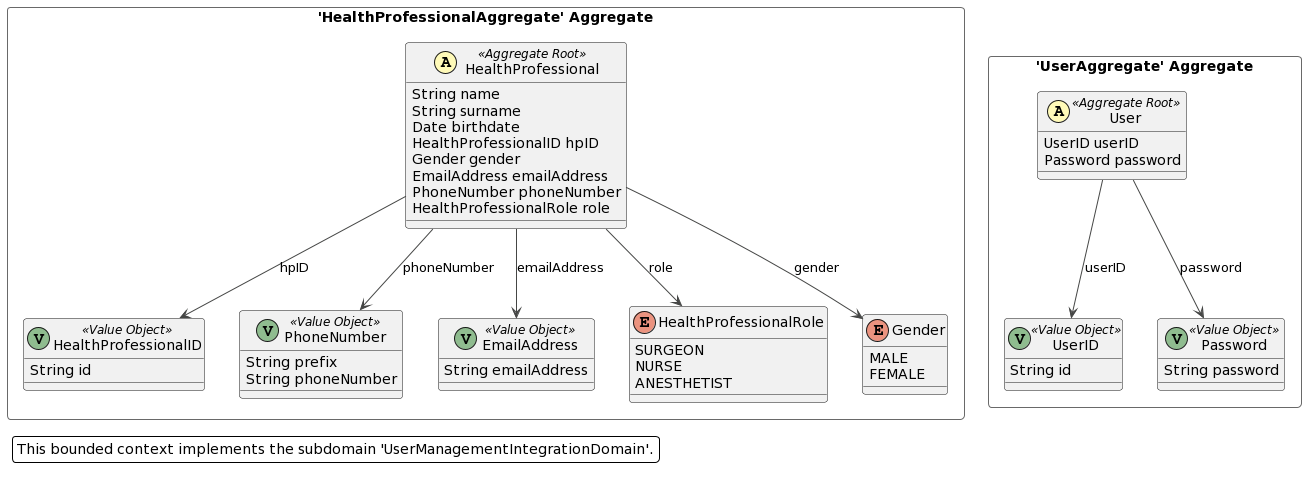 'HealthProfessionalAggregate' Aggregate
A
«Aggregate Root»
HealthProfessional
String name
String surname
Date birthdate
HealthProfessionalID hpID
Gender gender
EmailAddress emailAddress
PhoneNumber phoneNumber
HealthProfessionalRole role
hpID
phoneNumber
emailAddress
role
gender
V
«Value Object»
HealthProfessionalID
String id
V
«Value Object»
PhoneNumber
String prefix
String phoneNumber
V
«Value Object»
EmailAddress
String emailAddress
E HealthProfessionalRole
SURGEON
NURSE
ANESTHETIST
E Gender
MALE
FEMALE
'UserAggregate' Aggregate
A
«Aggregate Root»
User
UserID userID
Password password
userID
password
V
«Value Object»
UserID
String id
V
«Value Object»
Password
String password
This bounded context implements the subdomain 'UserManagementIntegrationDomain'.